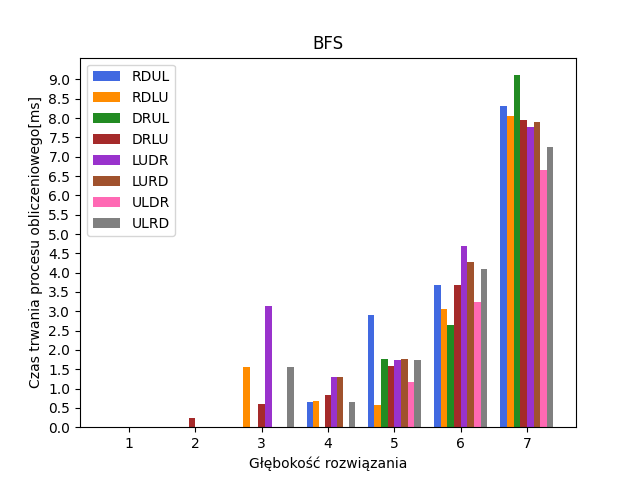 BFS
Czas trwania procesu obliczeniowego[ms]
9.0
8.5
8.0
7.5
7.0
6.5
6.0
5.5
5.0
4.5
4.0
3.5
3.0
2.5
2.0
1.5
1.0
0.5
0.0
RDUL
RDLU
DRUL
DRLU
LUDR
LURD
ULDR
ULRD
1 2 3 4 5 6 7
Głębokość rozwiązania